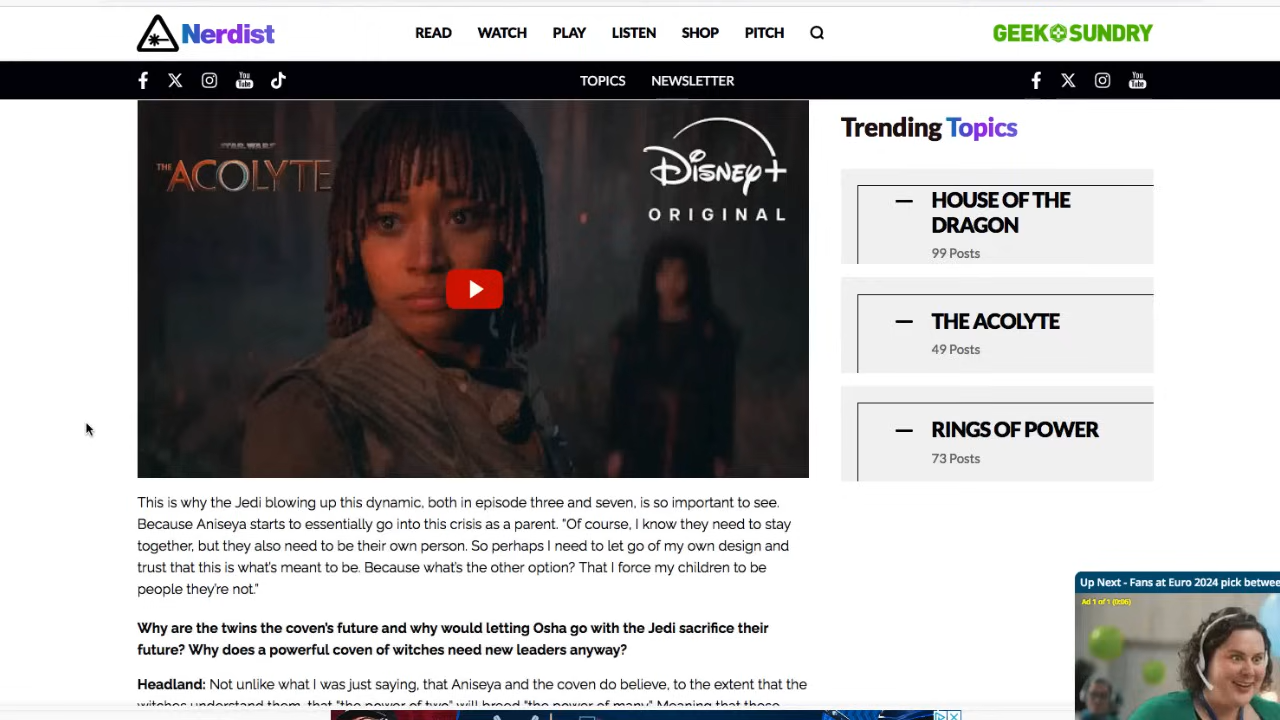 Nerdist
READ WATCH PLAY LISTEN SHOP PITCH
GEEK SUNDRY
You Tube
TOPICS NEWSLETTER
You Tube
STAR WARS
THE ACOLYTE
Disney+
ORIGINAL
Trending Topics
HOUSE OF THE
DRAGON
99 Posts
THE ACOLYTE
49 Posts
RINGS OF POWER
73 Posts
This is why the Jedi blowing up this dynamic, both in episode three and seven, is so important to see.
Because Aniseya starts to essentially go into this crisis as a parent. "Of course, I know they need to stay
together, but they also need to be their own person. So perhaps I need to let go of my own design and
trust that this is what's meant to be. Because what's the other option? That I force my children to be
people they're not."
Why are the twins the coven's future and why would letting Osha go with the Jedi sacrifice their
future? Why does a powerful coven of witches need new leaders anyway?
Headland: Not unlike what I was just saying, that Aniseya and the coven do believe, to the extent that the
witches understand them, that "the power of two" will breed "the power of many." Meaning that these
Up Next - Fans at Euro 2024 pick betwee
Ad 1 of 1 (0:06)